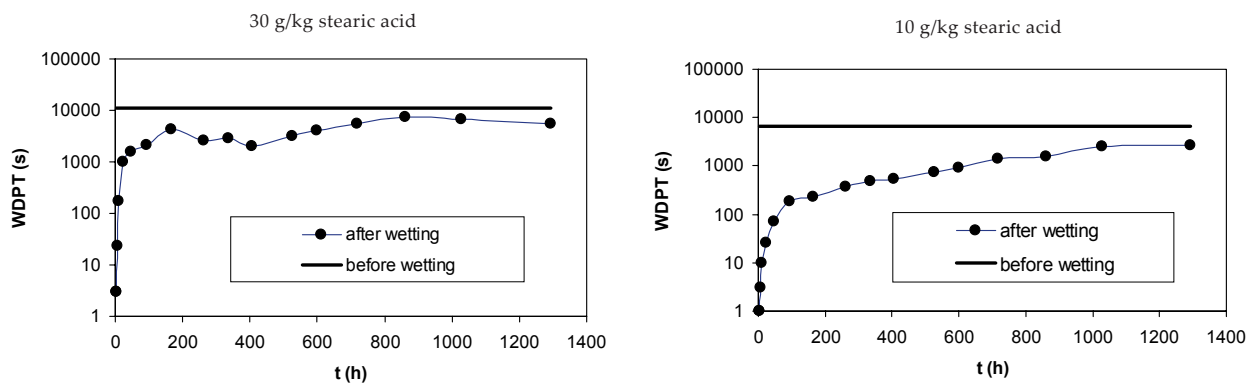 30 g/kg stearic acid
100000
10000
1000
100
10
1
WDPT (s)
after wetting
before wetting
0 200 400 600 800 1000 1200 1400
t (h)
10 g/kg stearic acid
100000
10000
1000
100
10
1
WDPT (s)
after wetting
before wetting
0 200 400 600 800 1000 1200 1400
t (h)